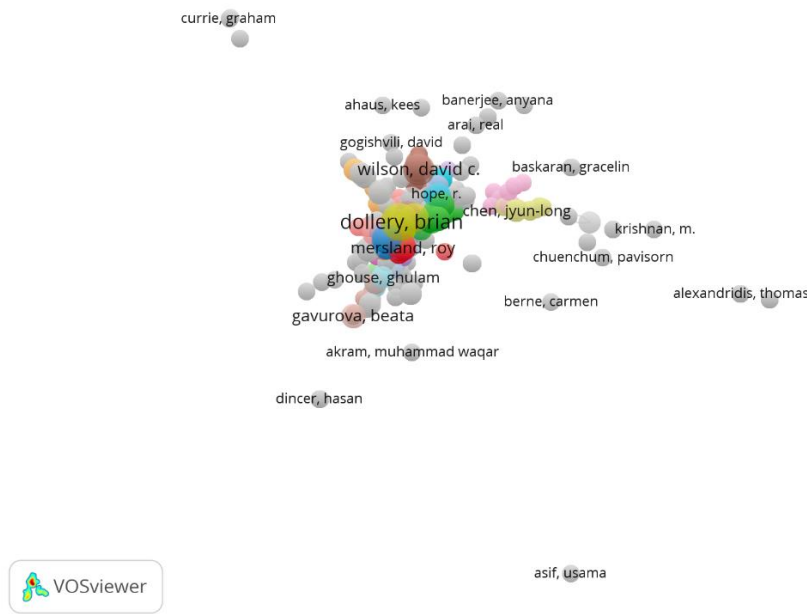 currie, graham
ahaus, kees
banerjee, anyana
arai, real
gogishvili, david
wilson, david c.
baskaran, gracelin
hope, r.
dollery, brian
chen, jyun-long
krishnan, m.
mersland, roy
chuenchum, pavisorn
ghouse, ghulam
alexandridis, thomas
berne, carmen
gavurova, beata
akram, muhammad waqar
dincer, hasan
asif, usama
VOSviewer